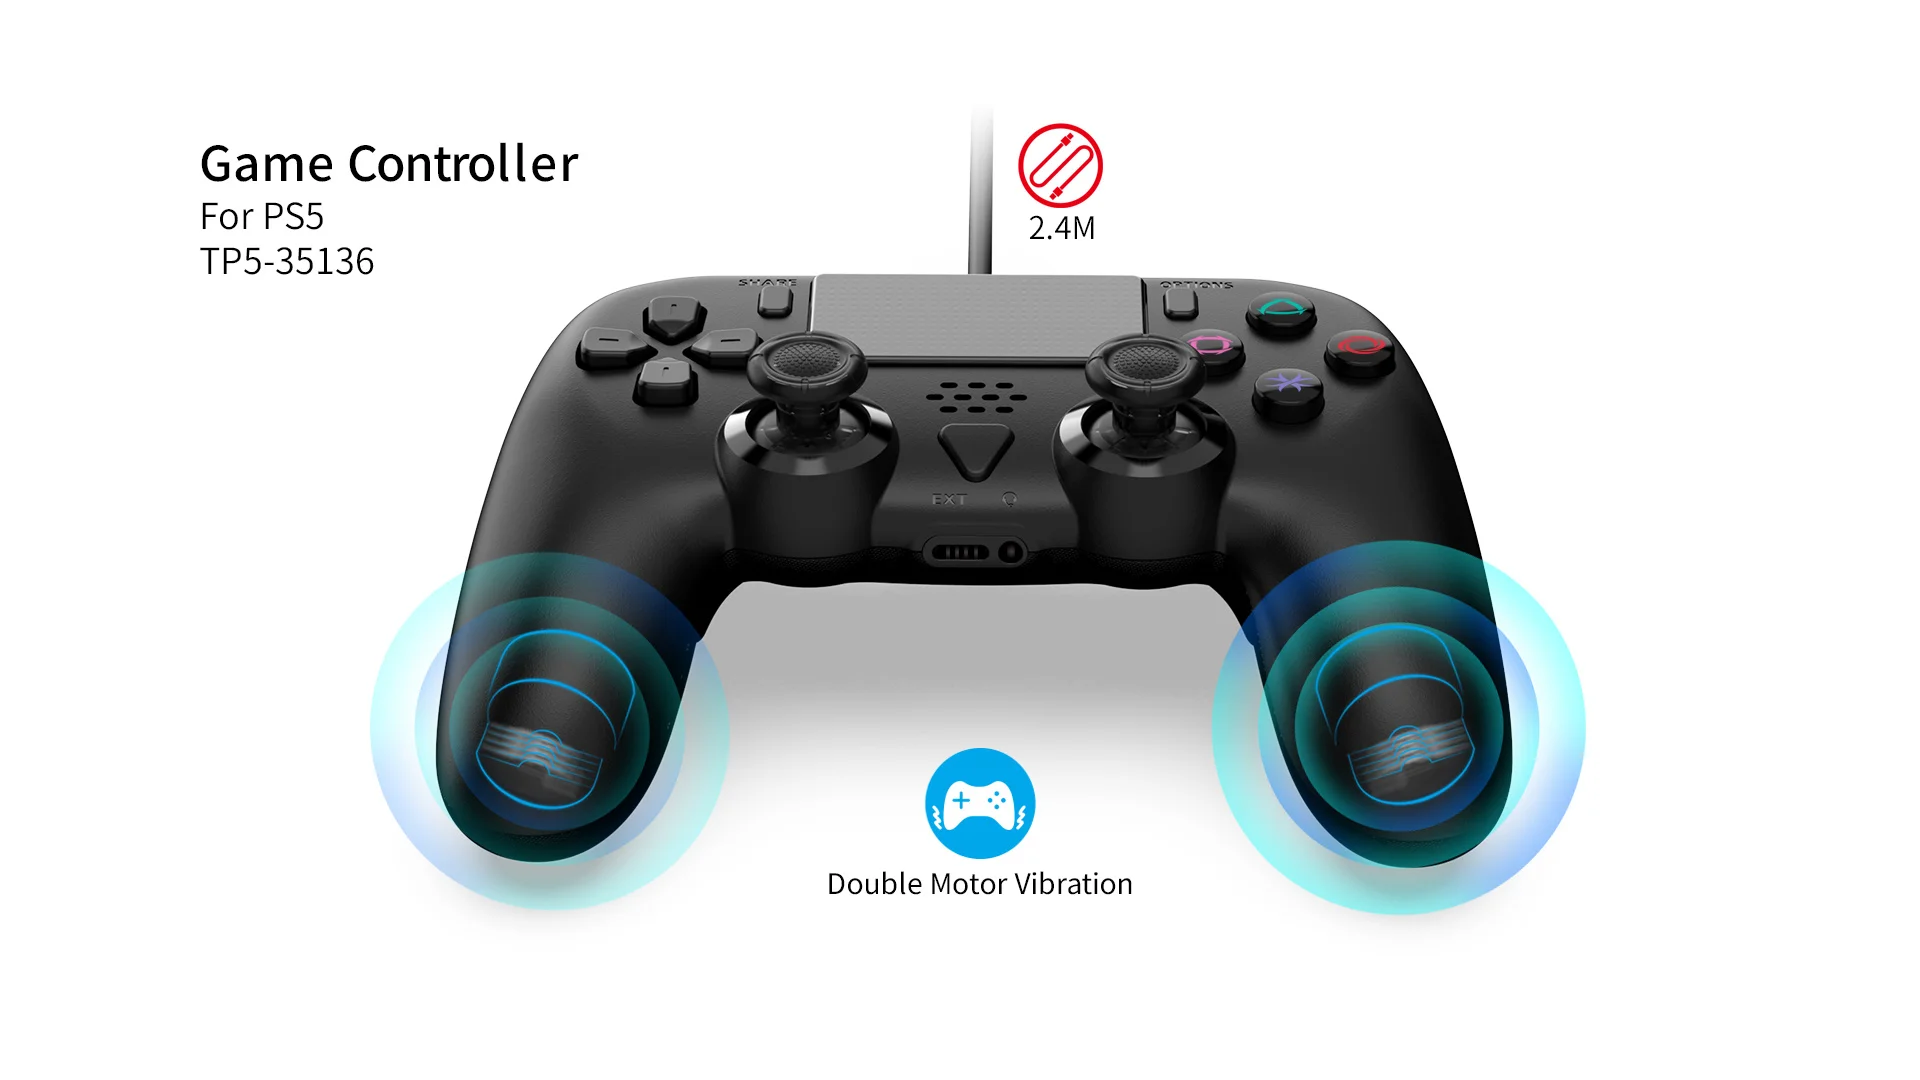 Game Controller
For PS5
TP5-35136
2.4M
SHARE
OPTIONS
EXT
Double Motor Vibration